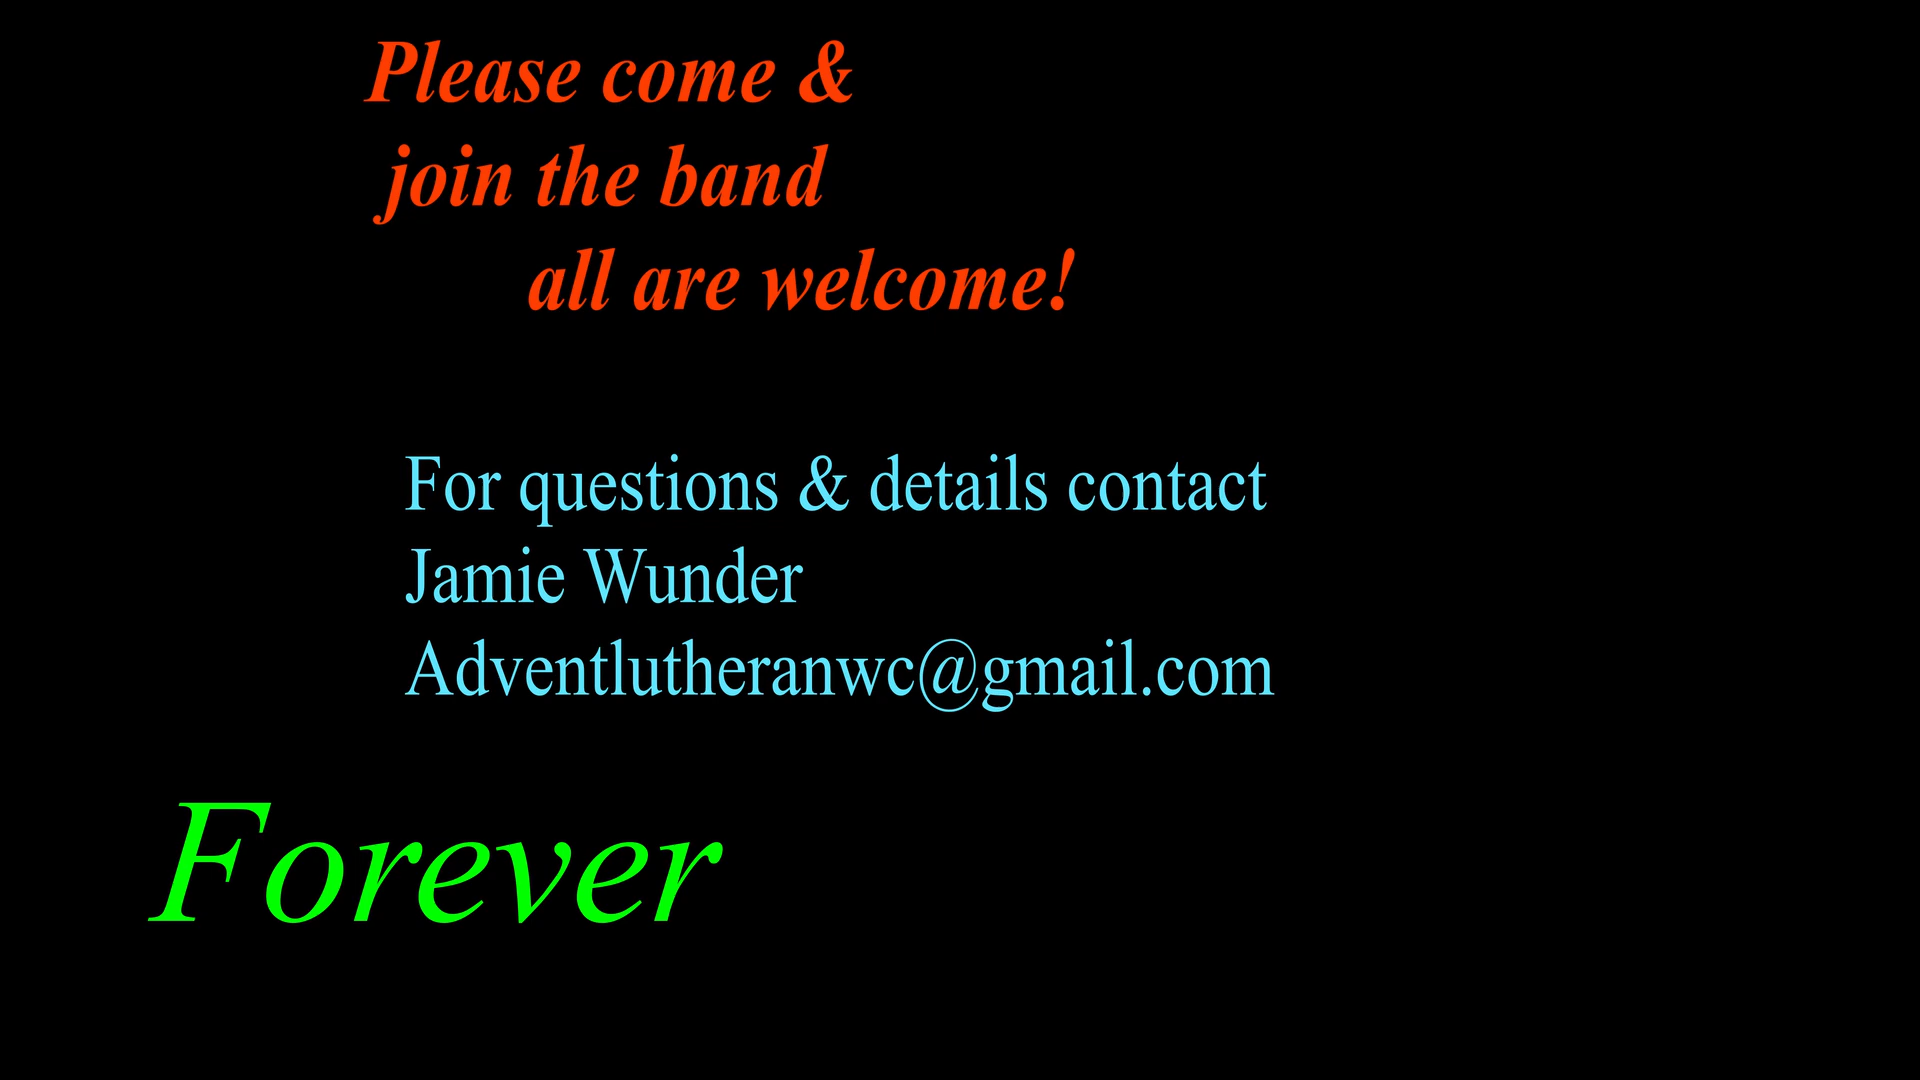 Please come &
join the band
all are welcome!
For questions & details contact
Jamie Wunder
Adventlutheranwc@gmail.com
Forever